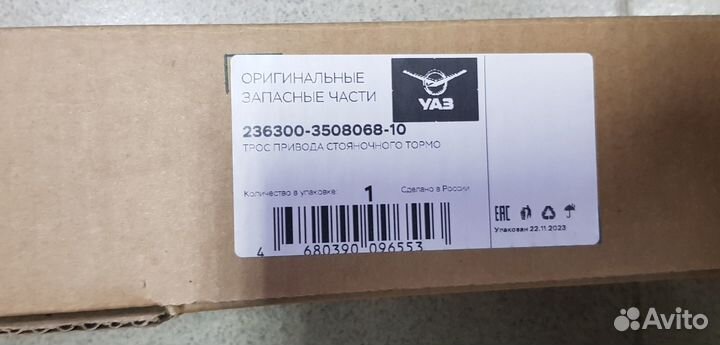 ОРИГИНАЛЬНЫЕ
ЗАПАСНЫЕ ЧАСТИ
УАЗ
236300-3508068-10
ТРОС ПРИВОДА СТОЯНОЧНОГО ТОРМО
Количество в упаковке: 1 Сделано в России
EAC
Упакован 22.11.2023
4 680390 096553
Avito